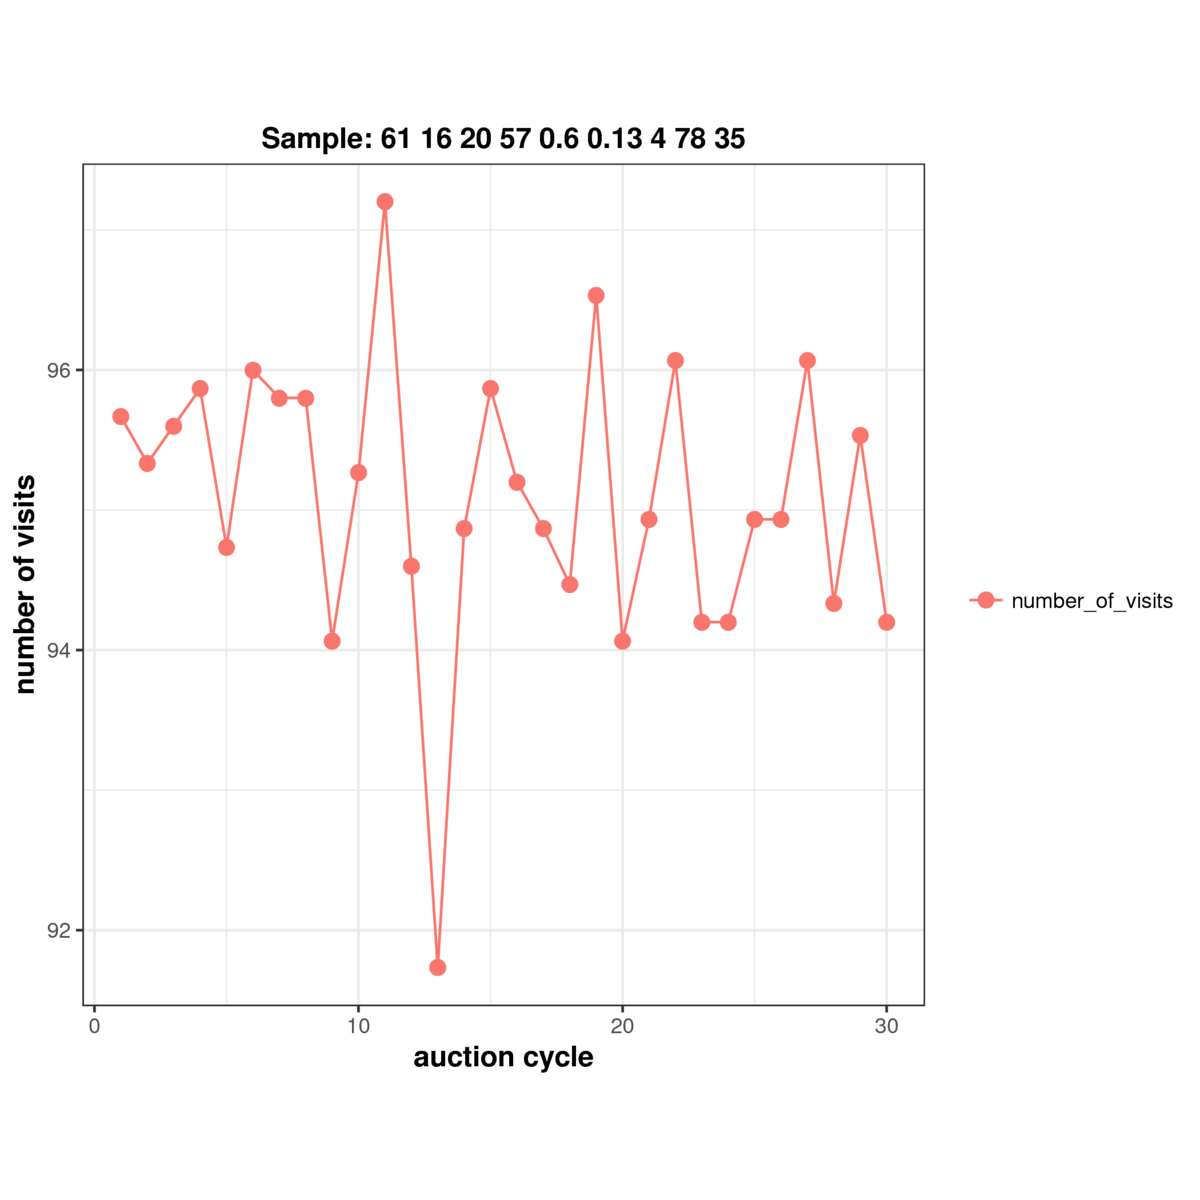 Sample: 61 16 20 57 0.6 0.13 4 78 35
96
94
92
number of visits
0 10 20 30
auction cycle
number_of_visits